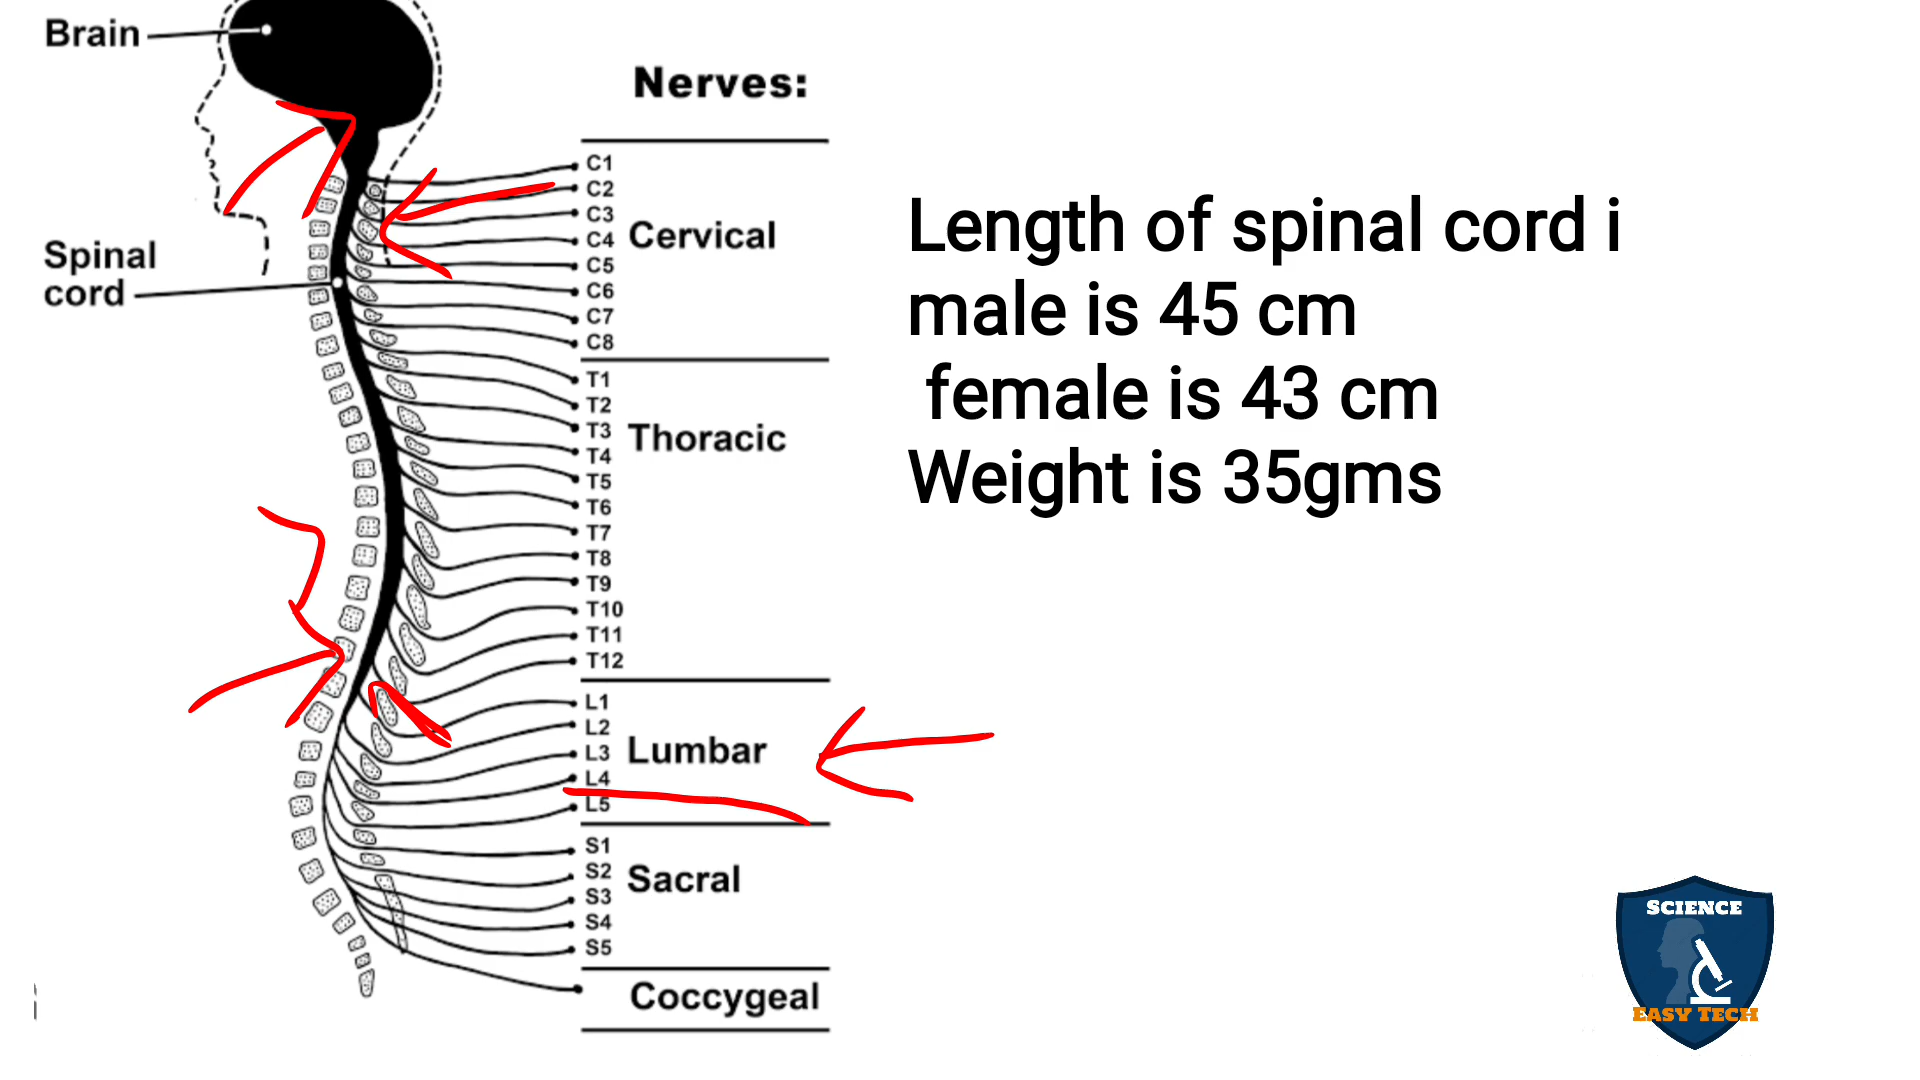 Brain
Nerves:
C1
C2
C3
C4
C5
C6
C7
C8
Cervical
Spinal
cord
T1
T2
T3
T4
T5
T6
T7
T8
T9
T10
T11
T12
Thoracic
L1
L2
L3
L4
L5
Lumbar
S1
S2
S3
S4
S5
Sacral
Coccygeal
Length of spinal cord i
male is 45 cm
female is 43 cm
Weight is 35gms
SCIENCE
EASY TECH